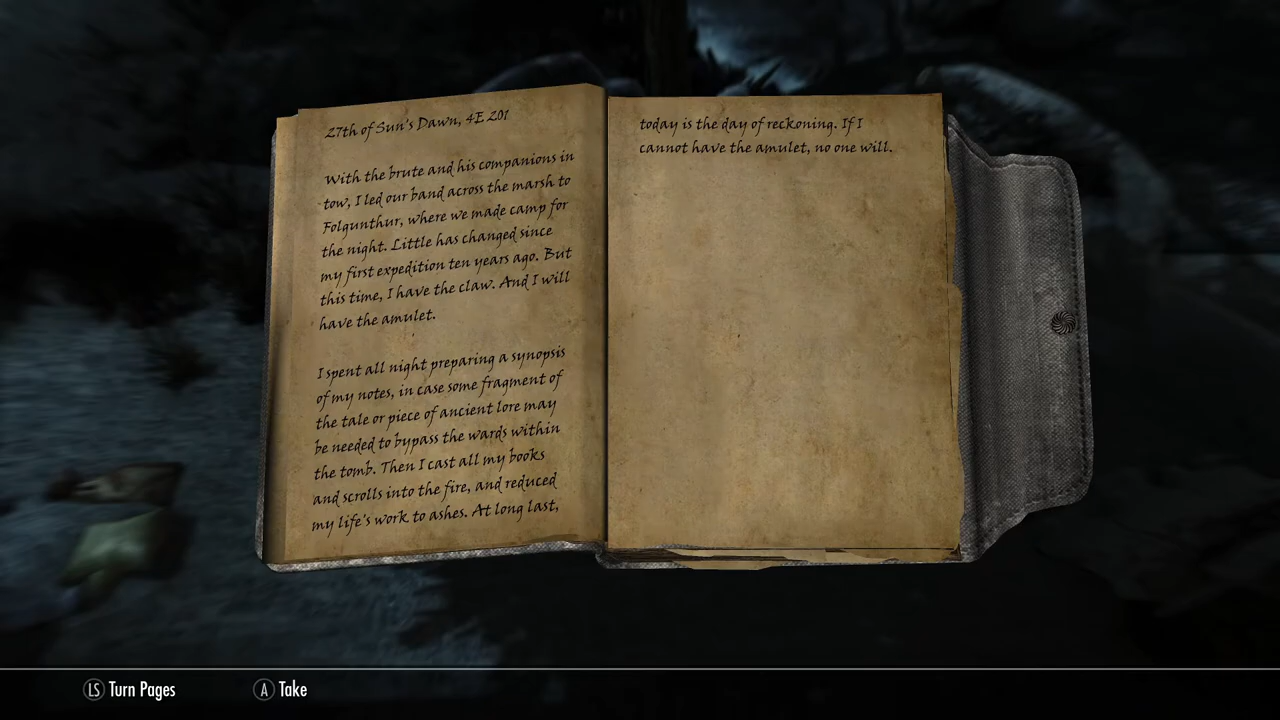 27th of Sun's Dawn, 4E 201
With the brute and his companions in
tow, I led our band across the marsh to
Folgunthur, where we made camp for
the night. Little has changed since
my first expedition ten years ago. But
this time, I have the claw. And I will
have the amulet.
I spent all night preparing a synopsis
of my notes, in case some fragment of
the tale or piece of ancient lore may
be needed to bypass the wards within
the tomb. Then I cast all my books
and scrolls into the fire, and reduced
my life's work to ashes. At long last,
today is the day of reckoning. If I
cannot have the amulet, no one will.
LS Turn Pages
A Take